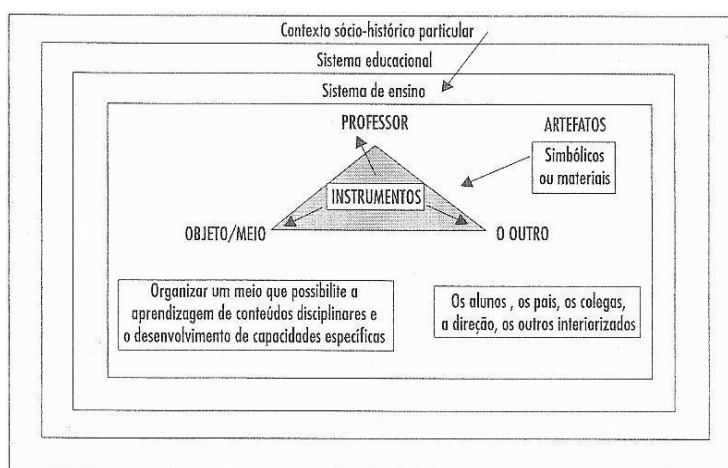 Contexto sócio-histórico particular
Sistema educacional
Sistema de ensino
PROFESSOR
ARTEFATOS
Simbólicos
ou materiais
INSTRUMENTOS
OBJETO/MEIO
O OUTRO
Organizar um meio que possibilite a
aprendizagem de conteúdos disciplinares e
o desenvolvimento de capacidades específicas
Os alunos , os pais, os colegas,
a direção, os outros interiorizados